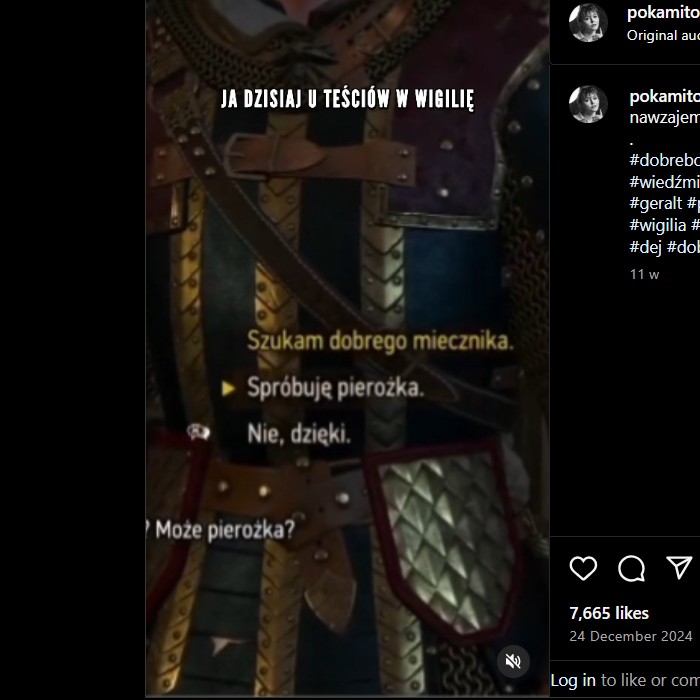 JA DZISIAJ U TEŚCIÓW W WIGILIĘ
Szukam dobrego miecznika.
Spróbuję pierożka.
Nie, dzięki.
? Może pierożka?
pokamito
Original aud
pokamito
nawzajem
.
#dobrebo
#wiedźmi
#geralt #p
#wigilia #
#dej #dob
11 w
7,665 likes
24 December 2024
Log in to like or com